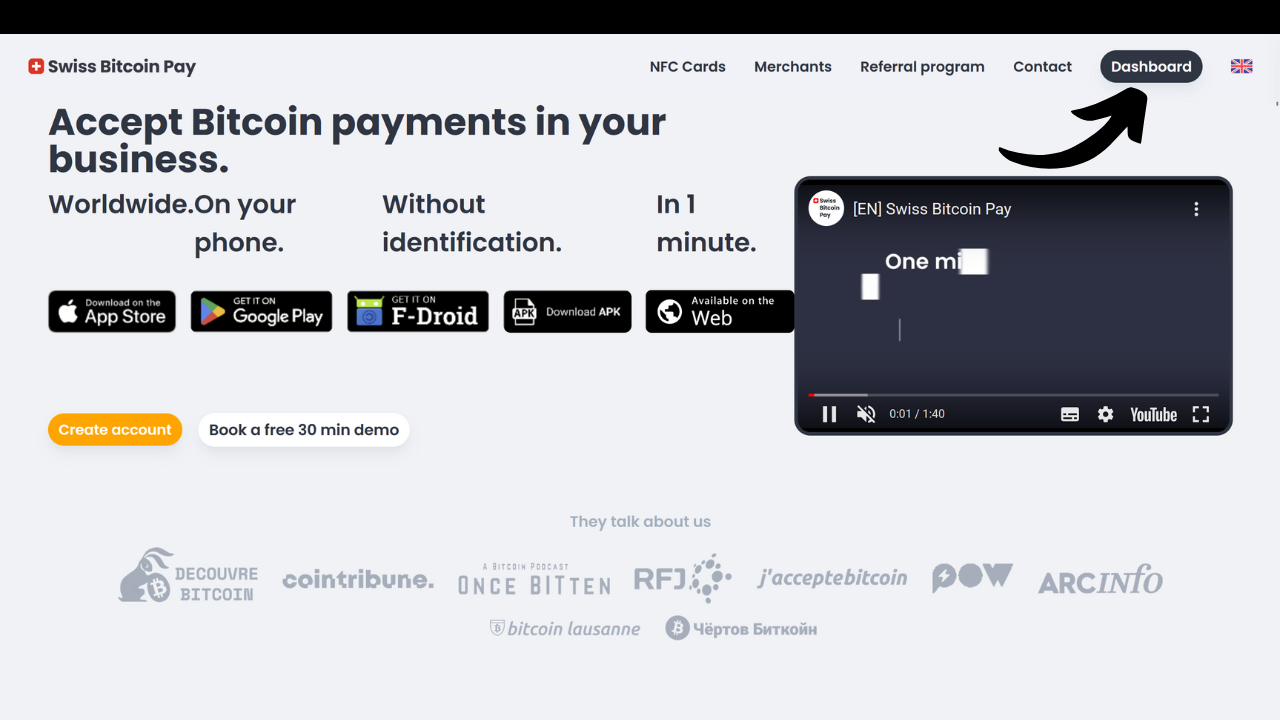 Swiss Bitcoin Pay
NFC Cards Merchants Referral program Contact Dashboard
Accept Bitcoin payments in your
business.
Worldwide. On your Without In 1
phone. identification. minute.
Download on the
App Store
GET IT ON
Google Play
GET IT ON
F-Droid
APK
Download APK
Available on the
Web
Swiss
Bitcoin
Pay
[EN] Swiss Bitcoin Pay
One mi
0:01 / 1:40
YouTube
Create account
Book a free 30 min demo
They talk about us
DECOUVRE
BITCOIN
cointribune.
A BITCOIN PODCAST
ONCE BITTEN
RFJ
j'acceptebitcoin
POW
ARCINFO
bitcoin lausanne
Чёртов Биткойн